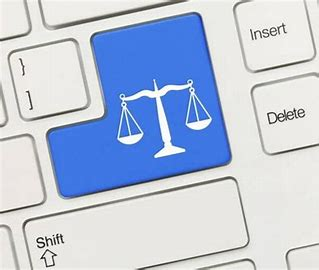 Insert
}
]
Delete
Shift